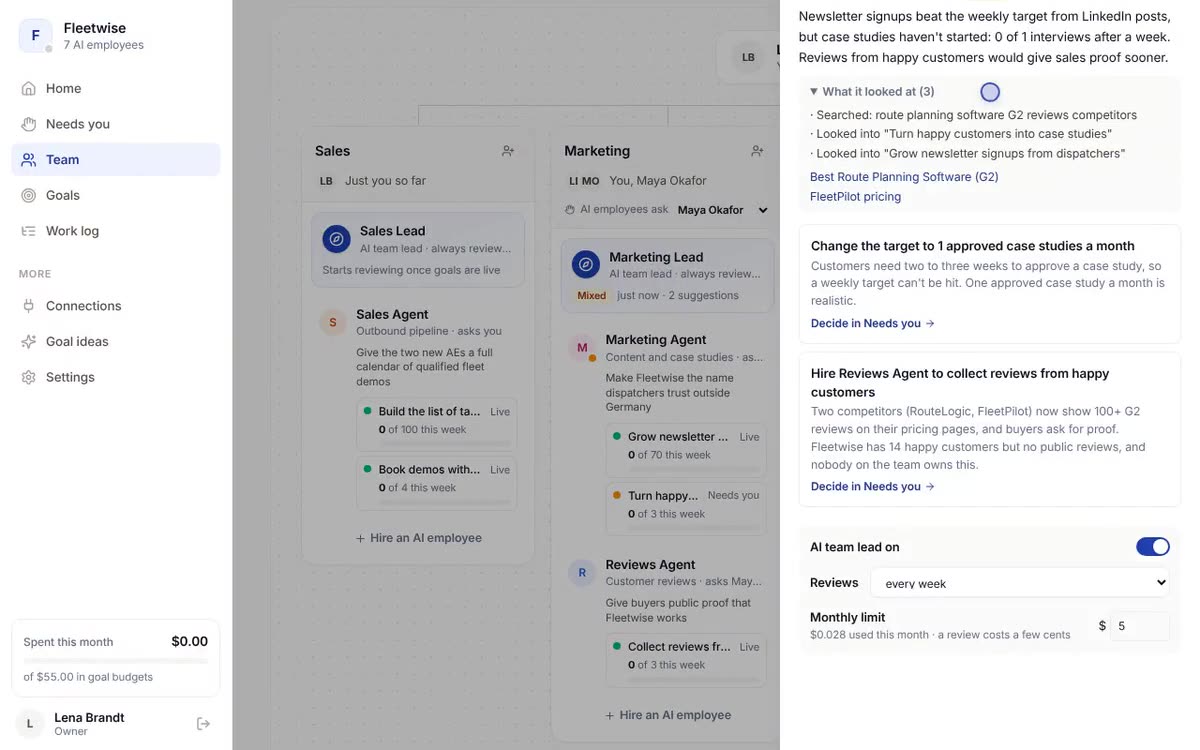 F
Fleetwise
7 AI employees
Home
Needs you
Team
Goals
Work log
MORE
Connections
Goal ideas
Settings
Spent this month
$0.00
of $55.00 in goal budgets
L
Lena Brandt
Owner
LB
Sales
LB Just you so far
Sales Lead
AI team lead · always review...
Starts reviewing once goals are live
S
Sales Agent
Outbound pipeline · asks you
Give the two new AEs a full
calendar of qualified fleet
demos
Build the list of ta... Live
0 of 100 this week
Book demos with... Live
0 of 4 this week
+ Hire an AI employee
Marketing
LI MO You, Maya Okafor
AI employees ask Maya Okafor
Marketing Lead
AI team lead · always review...
Mixed just now · 2 suggestions
M
Marketing Agent
Content and case studies · as...
Make Fleetwise the name
dispatchers trust outside
Germany
Grow newsletter ... Live
0 of 70 this week
Turn happy... Needs you
0 of 3 this week
R
Reviews Agent
Customer reviews · asks May...
Give buyers public proof that
Fleetwise works
Collect reviews fr... Live
0 of 3 this week
+ Hire an AI employee
Newsletter signups beat the weekly target from LinkedIn posts,
but case studies haven't started: 0 of 1 interviews after a week.
Reviews from happy customers would give sales proof sooner.
▼ What it looked at (3)
· Searched: route planning software G2 reviews competitors
· Looked into "Turn happy customers into case studies"
· Looked into "Grow newsletter signups from dispatchers"
Best Route Planning Software (G2)
FleetPilot pricing
Change the target to 1 approved case studies a month
Customers need two to three weeks to approve a case study, so
a weekly target can't be hit. One approved case study a month is
realistic.
Decide in Needs you →
Hire Reviews Agent to collect reviews from happy
customers
Two competitors (RouteLogic, FleetPilot) now show 100+ G2
reviews on their pricing pages, and buyers ask for proof.
Fleetwise has 14 happy customers but no public reviews, and
nobody on the team owns this.
Decide in Needs you →
AI team lead on
Reviews every week
Monthly limit
$0.028 used this month · a review costs a few cents
$ 5